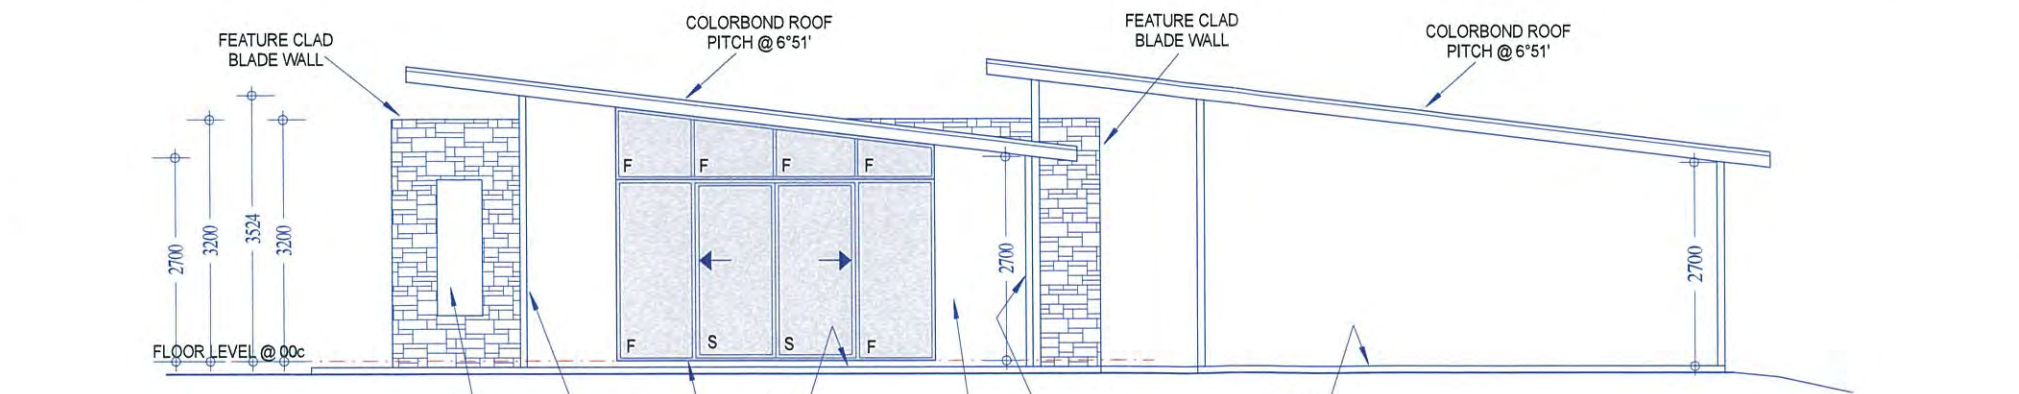 FEATURE CLAD
BLADE WALL
COLORBOND ROOF
PITCH @ 6°51'
FEATURE CLAD
BLADE WALL
COLORBOND ROOF
PITCH @ 6°51'
2700
3200
3524
3200
F
F
F
F
F
S
S
F
2700
2700
FLOOR LEVEL @ 00c